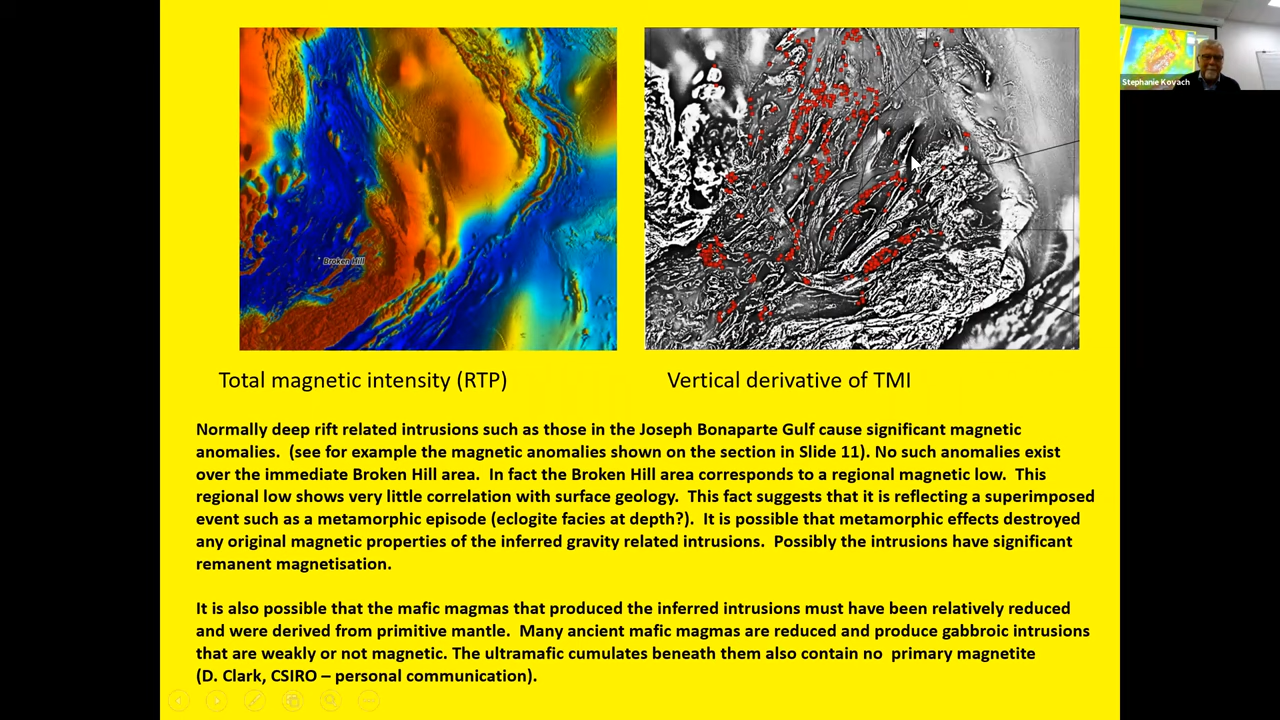 Stephanie Kovach
Broken Hill
Total magnetic intensity (RTP)
Vertical derivative of TMI
Normally deep rift related intrusions such as those in the Joseph Bonaparte Gulf cause significant magnetic
anomalies. (see for example the magnetic anomalies shown on the section in Slide 11). No such anomalies exist
over the immediate Broken Hill area. In fact the Broken Hill area corresponds to a regional magnetic low. This
regional low shows very little correlation with surface geology. This fact suggests that it is reflecting a superimposed
event such as a metamorphic episode (eclogite facies at depth?). It is possible that metamorphic effects destroyed
any original magnetic properties of the inferred gravity related intrusions. Possibly the intrusions have significant
remanent magnetisation.
It is also possible that the mafic magmas that produced the inferred intrusions must have been relatively reduced
and were derived from primitive mantle. Many ancient mafic magmas are reduced and produce gabbroic intrusions
that are weakly or not magnetic. The ultramafic cumulates beneath them also contain no primary magnetite
(D. Clark, CSIRO – personal communication).